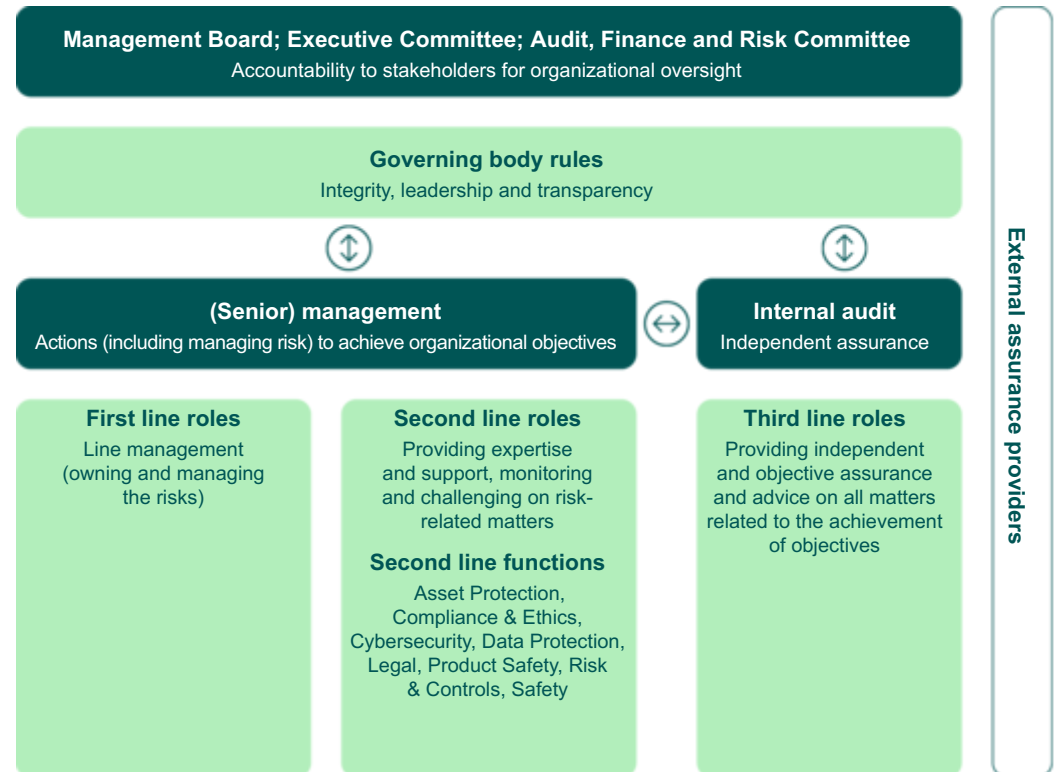 Management Board; Executive Committee; Audit, Finance and Risk Committee
Accountability to stakeholders for organizational oversight
Governing body rules
Integrity, leadership and transparency
(Senior) management
Actions (including managing risk) to achieve organizational objectives
Internal audit
Independent assurance
First line roles
Line management
(owning and managing
the risks)
Second line roles
Providing expertise
and support, monitoring
and challenging on risk-
related matters
Second line functions
Asset Protection,
Compliance & Ethics,
Cybersecurity, Data Protection,
Legal, Product Safety, Risk
& Controls, Safety
Third line roles
Providing independent
and objective assurance
and advice on all matters
related to the achievement
of objectives
External assurance providers